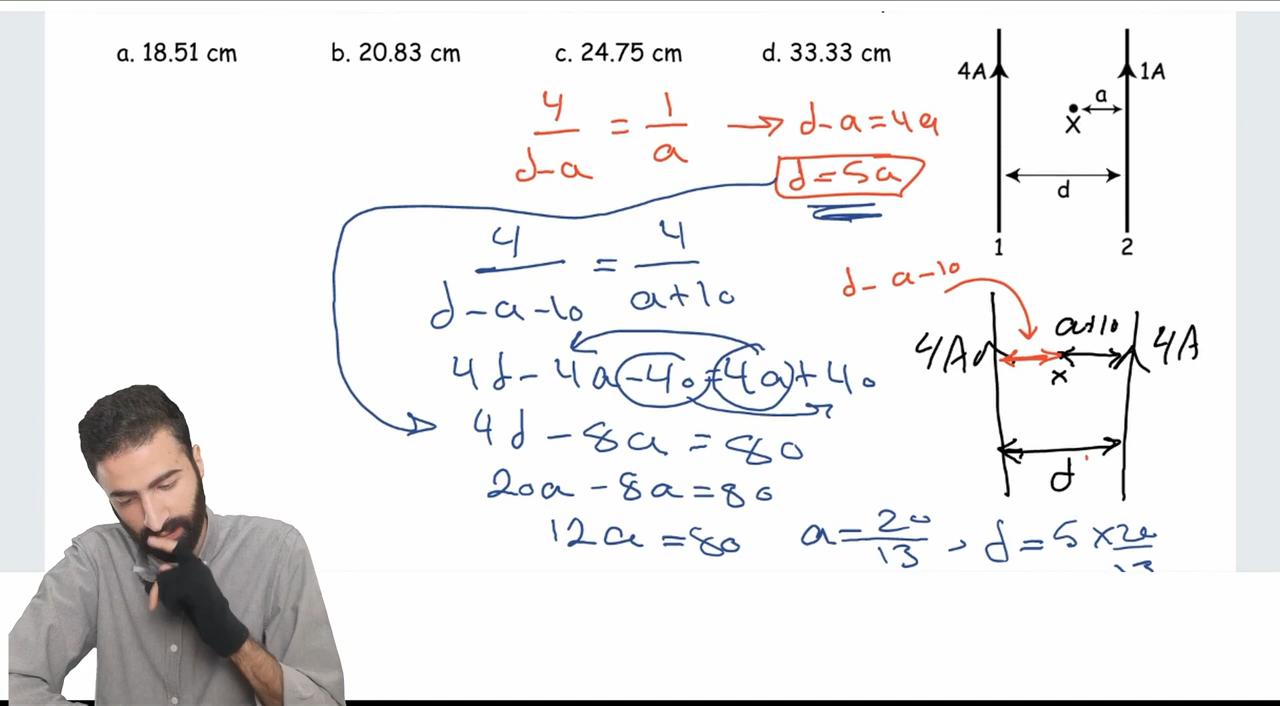 a. 18.51 cm b. 20.83 cm c. 24.75 cm d. 33.33 cm
4A 1A
a
X
d
1 2
4/(d-a) = 1/a → d-a=4a
d=5a
4/(d-a-10) = 4/(a+10)
d-a-10
4d-4a-40=4a+40
4d-8a=80
20a-8a=80
12a=80 a=20/13, d=5×20/13
a+10
4A 4A
x
d